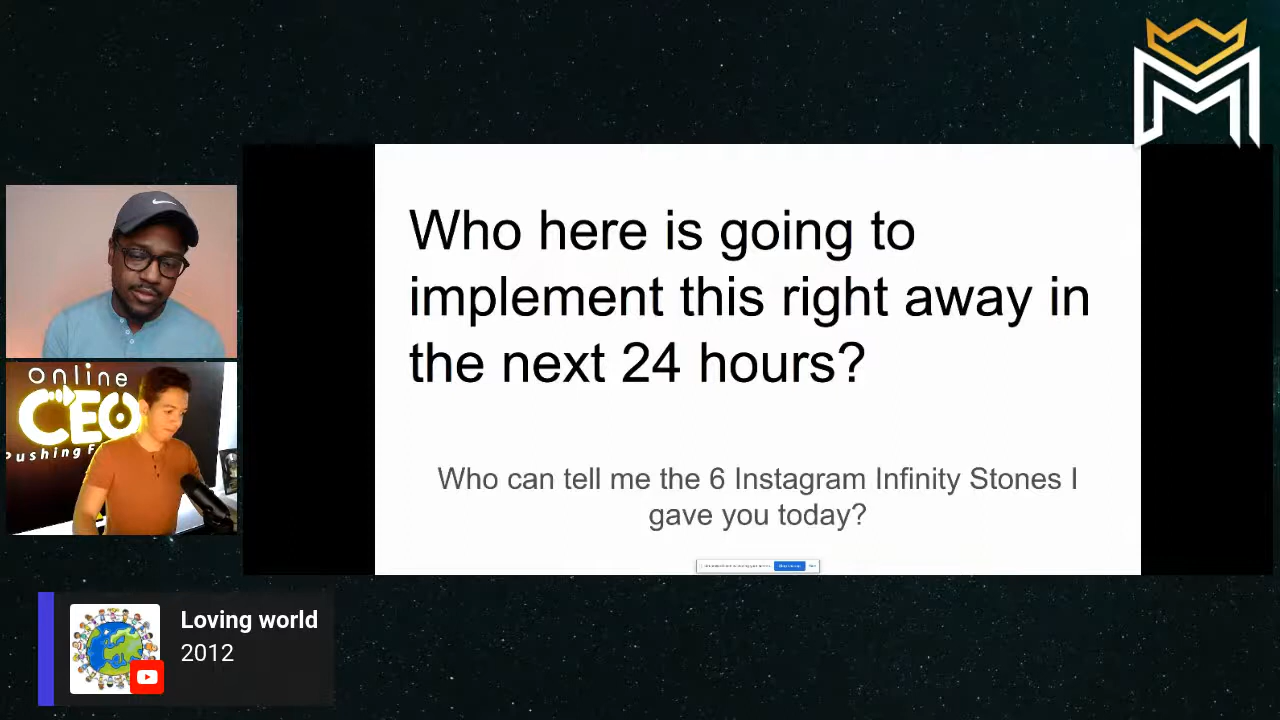 Who here is going to
implement this right away in
the next 24 hours?
Who can tell me the 6 Instagram Infinity Stones I
gave you today?
online
CEO
Pushing F
Loving world
2012